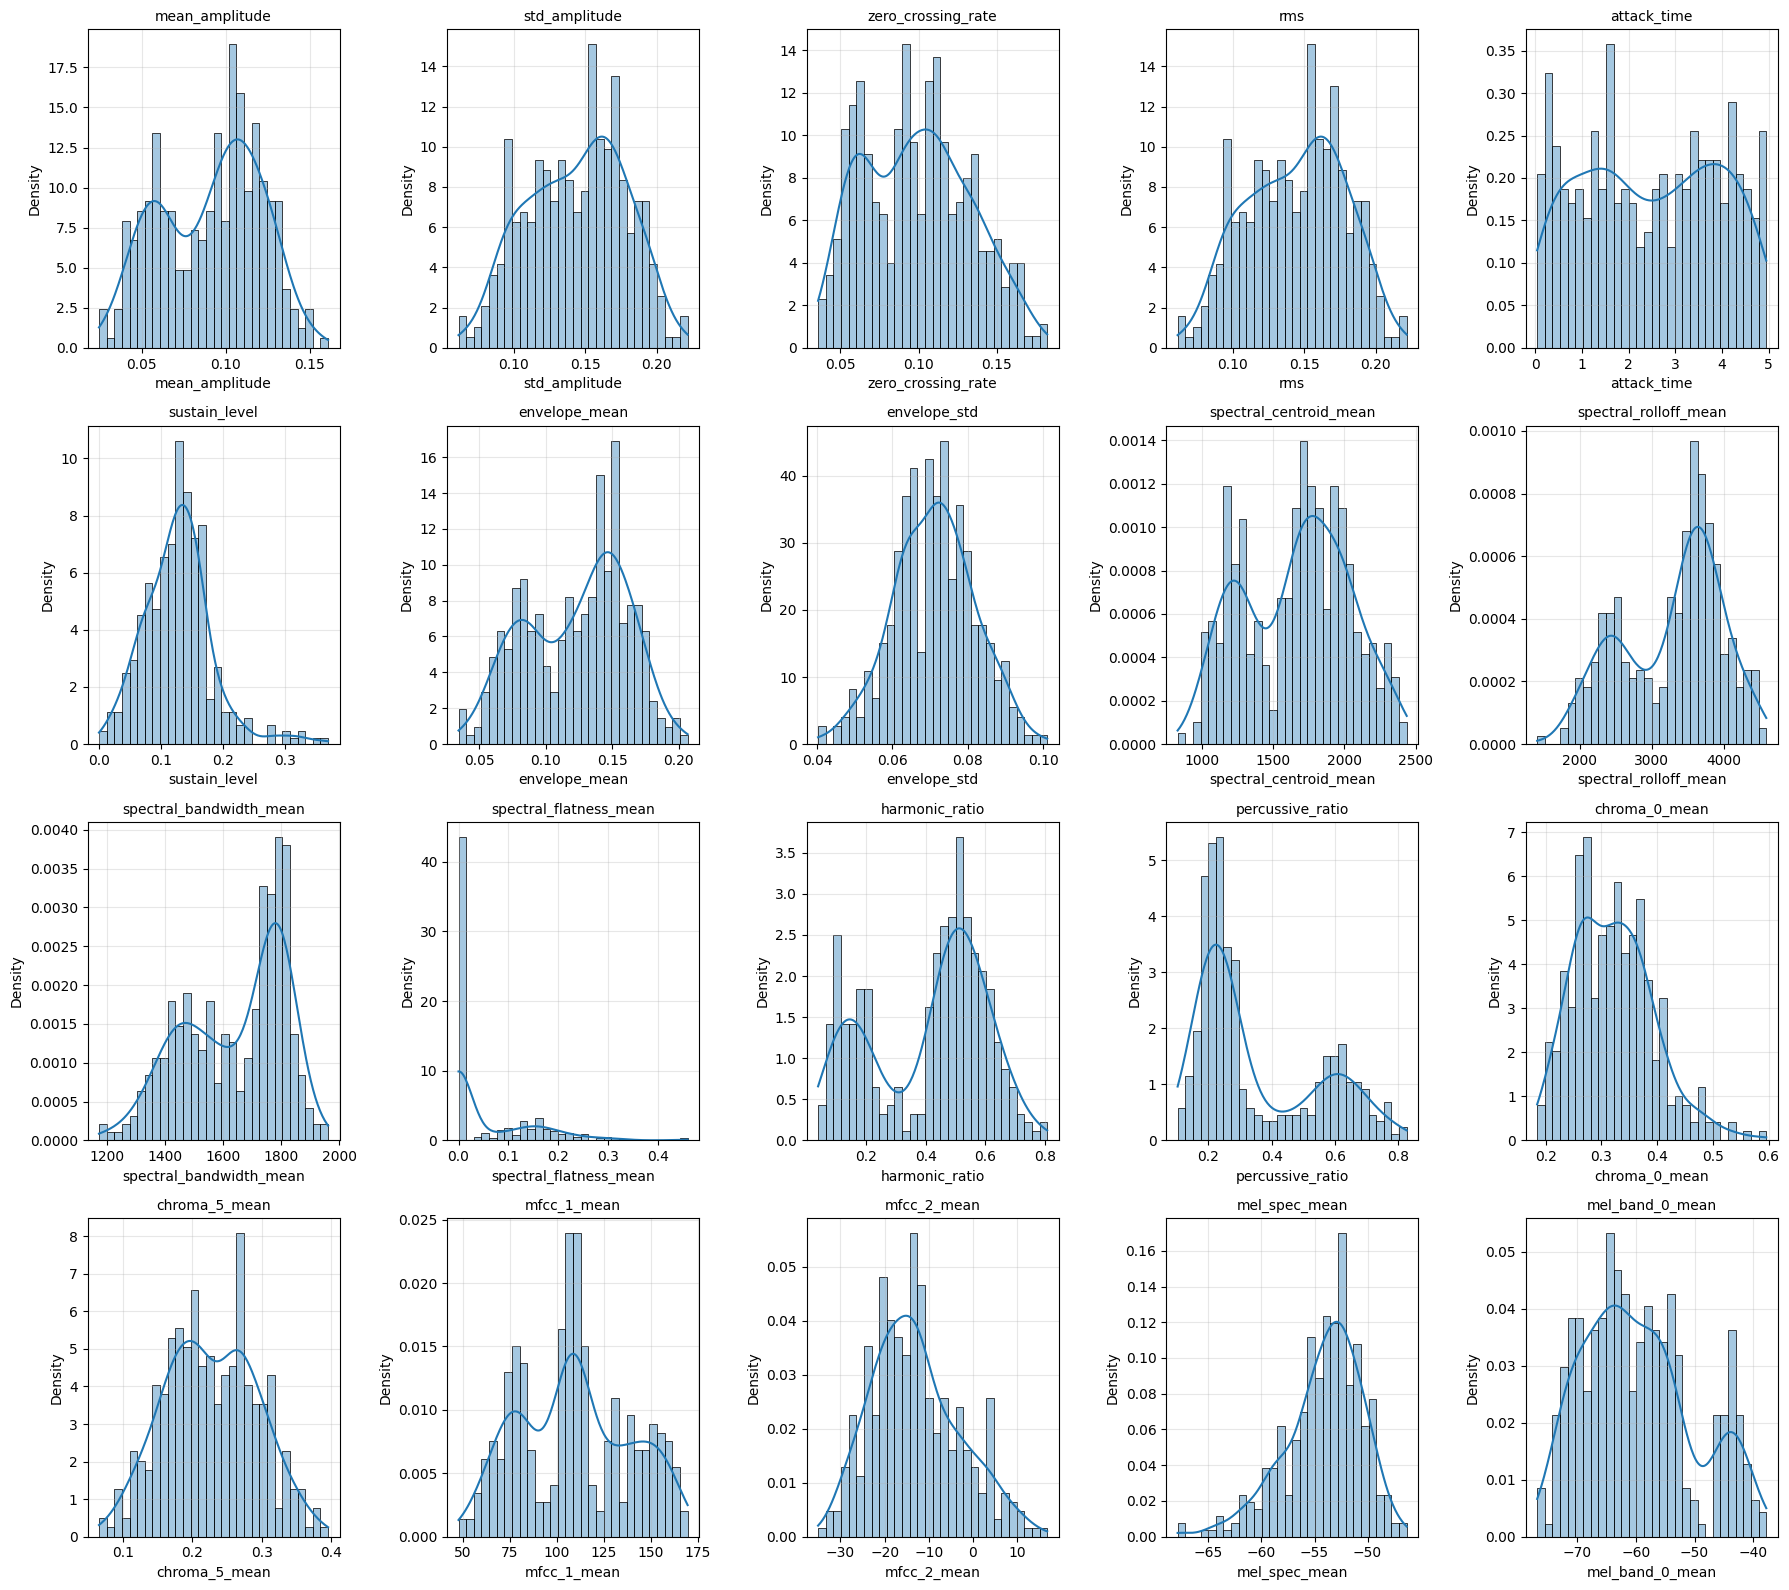 mean_amplitude
17.5
15.0
12.5
10.0
7.5
5.0
2.5
0.0
Density
0.05 0.10 0.15
mean_amplitude
std_amplitude
14
12
10
8
6
4
2
0
Density
0.10 0.15 0.20
std_amplitude
zero_crossing_rate
14
12
10
8
6
4
2
0
Density
0.05 0.10 0.15
zero_crossing_rate
rms
14
12
10
8
6
4
2
0
Density
0.10 0.15 0.20
rms
attack_time
0.35
0.30
0.25
0.20
0.15
0.10
0.05
0.00
Density
0 1 2 3 4 5
attack_time
sustain_level
10
8
6
4
2
0
Density
0.0 0.1 0.2 0.3
sustain_level
envelope_mean
16
14
12
10
8
6
4
2
0
Density
0.05 0.10 0.15 0.20
envelope_mean
envelope_std
40
30
20
10
0
Density
0.04 0.06 0.08 0.10
envelope_std
spectral_centroid_mean
0.0014
0.0012
0.0010
0.0008
0.0006
0.0004
0.0002
0.0000
Density
1000 1500 2000 2500
spectral_centroid_mean
spectral_rolloff_mean
0.0010
0.0008
0.0006
0.0004
0.0002
0.0000
Density
2000 3000 4000
spectral_rolloff_mean
spectral_bandwidth_mean
0.0040
0.0035
0.0030
0.0025
0.0020
0.0015
0.0010
0.0005
0.0000
Density
1200 1400 1600 1800 2000
spectral_bandwidth_mean
spectral_flatness_mean
40
30
20
10
0
Density
0.0 0.1 0.2 0.3 0.4
spectral_flatness_mean
harmonic_ratio
3.5
3.0
2.5
2.0
1.5
1.0
0.5
0.0
Density
0.2 0.4 0.6 0.8
harmonic_ratio
percussive_ratio
5
4
3
2
1
0
Density
0.2 0.4 0.6 0.8
percussive_ratio
chroma_0_mean
7
6
5
4
3
2
1
0
Density
0.2 0.3 0.4 0.5 0.6
chroma_0_mean
chroma_5_mean
8
7
6
5
4
3
2
1
0
Density
0.1 0.2 0.3 0.4
chroma_5_mean
mfcc_1_mean
0.025
0.020
0.015
0.010
0.005
0.000
Density
50 75 100 125 150 175
mfcc_1_mean
mfcc_2_mean
0.05
0.04
0.03
0.02
0.01
0.00
Density
−30 −20 −10 0 10
mfcc_2_mean
mel_spec_mean
0.16
0.14
0.12
0.10
0.08
0.06
0.04
0.02
0.00
Density
−65 −60 −55 −50
mel_spec_mean
mel_band_0_mean
0.05
0.04
0.03
0.02
0.01
0.00
Density
−70 −60 −50 −40
mel_band_0_mean